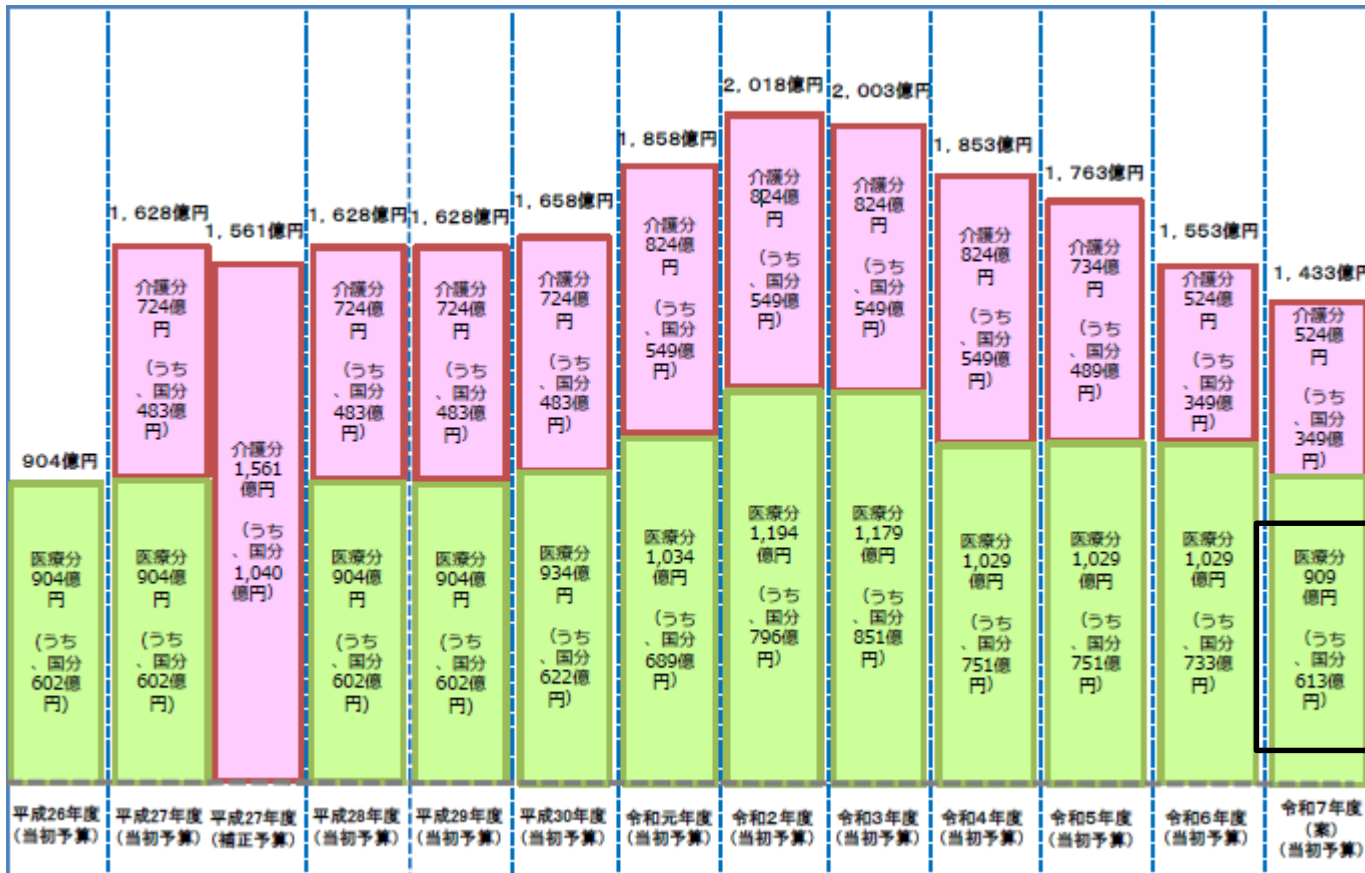 904億円
医療分
904億
円
(うち
、国分
602億
円)
平成26年度
(当初予算)
1,628億円
介護分
724億
円
(うち
、国分
483億
円)
医療分
904億
円
(うち
、国分
602億
円)
平成27年度
(当初予算)
1,561億円
介護分
1,561
億円
(うち
、国分
1,040
億円)
平成27年度
(補正予算)
1,628億円
介護分
724億
円
(うち
、国分
483億
円)
医療分
904億
円
(うち
、国分
602億
円)
平成28年度
(当初予算)
1,628億円
介護分
724億
円
(うち
、国分
483億
円)
医療分
904億
円
(うち
、国分
602億
円)
平成29年度
(当初予算)
1,658億円
介護分
724億
円
(うち
、国分
483億
円)
医療分
934億
円
(うち
、国分
622億
円)
平成30年度
(当初予算)
1,858億円
介護分
824億
円
(うち
、国分
549億
円)
医療分
1,034
億円
(うち
、国分
689億
円)
令和元年度
(当初予算)
2,018億円
介護分
824億
円
(うち
、国分
549億
円)
医療分
1,194
億円
(うち
、国分
796億
円)
令和2年度
(当初予算)
2,003億円
介護分
824億
円
(うち
、国分
549億
円)
医療分
1,179
億円
(うち
、国分
851億
円)
令和3年度
(当初予算)
1,853億円
介護分
824億
円
(うち
、国分
549億
円)
医療分
1,029
億円
(うち
、国分
751億
円)
令和4年度
(当初予算)
1,763億円
介護分
734億
円
(うち
、国分
489億
円)
医療分
1,029
億円
(うち
、国分
751億
円)
令和5年度
(当初予算)
1,553億円
介護分
524億
円
(うち
、国分
349億
円)
医療分
1,029
億円
(うち
、国分
733億
円)
令和6年度
(当初予算)
1,433億円
介護分
524億
円
(うち
、国分
349億
円)
医療分
909
億円
(うち
、国分
613億
円)
令和7年度
(案)
(当初予算)